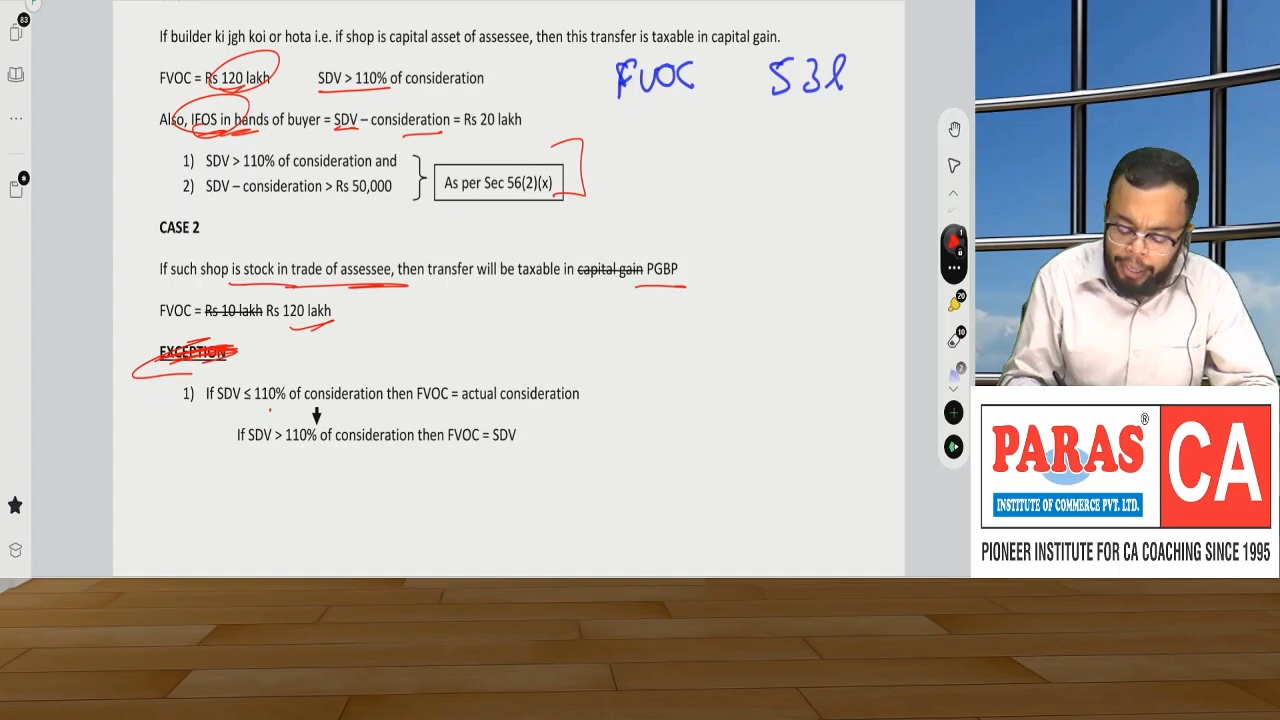 83
If builder ki jgh koi or hota i.e. if shop is capital asset of assessee, then this transfer is taxable in capital gain.
FVOC = Rs 120 lakh SDV > 110% of consideration
FVOC 53l
Also, IFOS in hands of buyer = SDV – consideration = Rs 20 lakh
1) SDV > 110% of consideration and
2) SDV – consideration > Rs 50,000
As per Sec 56(2)(x)
CASE 2
If such shop is stock in trade of assessee, then transfer will be taxable in capital gain PGBP
FVOC = Rs 10 lakh Rs 120 lakh
EXCEPTION
1) If SDV ≤ 110% of consideration then FVOC = actual consideration
If SDV > 110% of consideration then FVOC = SDV
1
20
10
2
PARAS®
INSTITUTE OF COMMERCE PVT. LTD.
CA
PIONEER INSTITUTE FOR CA COACHING SINCE 1995